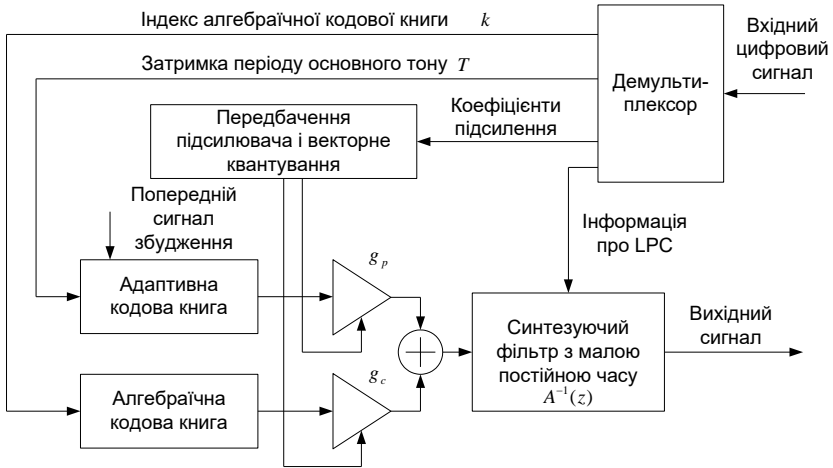 Індекс алгебраїчної кодової книги k
Вхідний
цифровий
сигнал
Затримка періоду основного тону T
Демульти-
плексор
Передбачення
підсилювача і векторне
квантування
Коефіцієнти
підсилення
Попередній
сигнал
збудження
Інформація
про LPC
g_p
Адаптивна
кодова книга
Синтезуючий
фільтр з малою
постійною часу
A^{-1}(z)
Вихідний
сигнал
g_c
Алгебраїчна
кодова книга